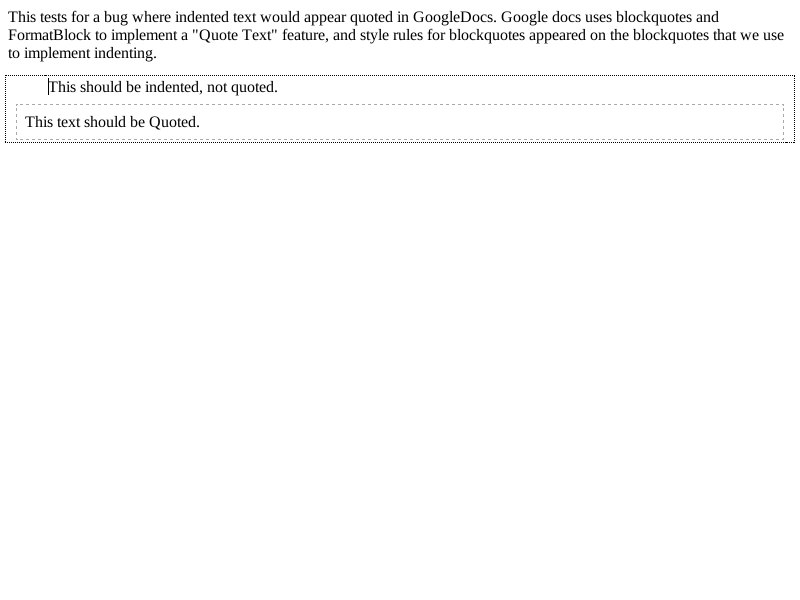 This tests for a bug where indented text would appear quoted in GoogleDocs. Google docs uses blockquotes and
FormatBlock to implement a "Quote Text" feature, and style rules for blockquotes appeared on the blockquotes that we use
to implement indenting.
This should be indented, not quoted.
This text should be Quoted.